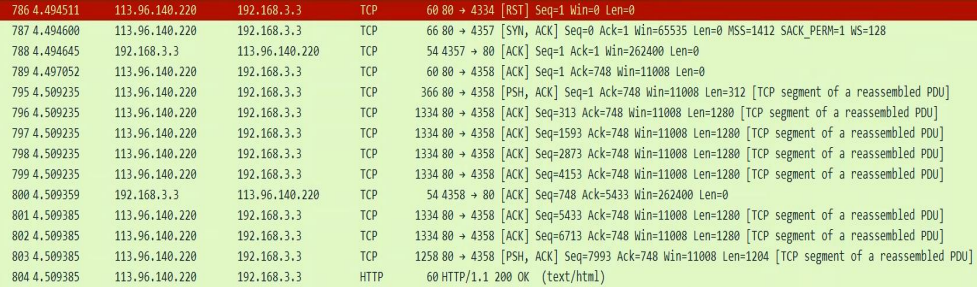 786 4.494511 113.96.140.220 192.168.3.3 TCP 60 80 → 4334 [RST] Seq=1 Win=0 Len=0
787 4.494600 113.96.140.220 192.168.3.3 TCP 66 80 → 4357 [SYN, ACK] Seq=0 Ack=1 Win=65535 Len=0 MSS=1412 SACK_PERM=1 WS=128
788 4.494645 192.168.3.3 113.96.140.220 TCP 54 4357 → 80 [ACK] Seq=1 Ack=1 Win=262400 Len=0
789 4.497052 113.96.140.220 192.168.3.3 TCP 60 80 → 4358 [ACK] Seq=1 Ack=748 Win=11008 Len=0
795 4.509235 113.96.140.220 192.168.3.3 TCP 366 80 → 4358 [PSH, ACK] Seq=1 Ack=748 Win=11008 Len=312 [TCP segment of a reassembled PDU]
796 4.509235 113.96.140.220 192.168.3.3 TCP 1334 80 → 4358 [ACK] Seq=313 Ack=748 Win=11008 Len=1280 [TCP segment of a reassembled PDU]
797 4.509235 113.96.140.220 192.168.3.3 TCP 1334 80 → 4358 [ACK] Seq=1593 Ack=748 Win=11008 Len=1280 [TCP segment of a reassembled PDU]
798 4.509235 113.96.140.220 192.168.3.3 TCP 1334 80 → 4358 [ACK] Seq=2873 Ack=748 Win=11008 Len=1280 [TCP segment of a reassembled PDU]
799 4.509235 113.96.140.220 192.168.3.3 TCP 1334 80 → 4358 [ACK] Seq=4153 Ack=748 Win=11008 Len=1280 [TCP segment of a reassembled PDU]
800 4.509359 192.168.3.3 113.96.140.220 TCP 54 4358 → 80 [ACK] Seq=748 Ack=5433 Win=262400 Len=0
801 4.509385 113.96.140.220 192.168.3.3 TCP 1334 80 → 4358 [ACK] Seq=5433 Ack=748 Win=11008 Len=1280 [TCP segment of a reassembled PDU]
802 4.509385 113.96.140.220 192.168.3.3 TCP 1334 80 → 4358 [ACK] Seq=6713 Ack=748 Win=11008 Len=1280 [TCP segment of a reassembled PDU]
803 4.509385 113.96.140.220 192.168.3.3 TCP 1258 80 → 4358 [PSH, ACK] Seq=7993 Ack=748 Win=11008 Len=1204 [TCP segment of a reassembled PDU]
804 4.509385 113.96.140.220 192.168.3.3 HTTP 60 HTTP/1.1 200 OK (text/html)